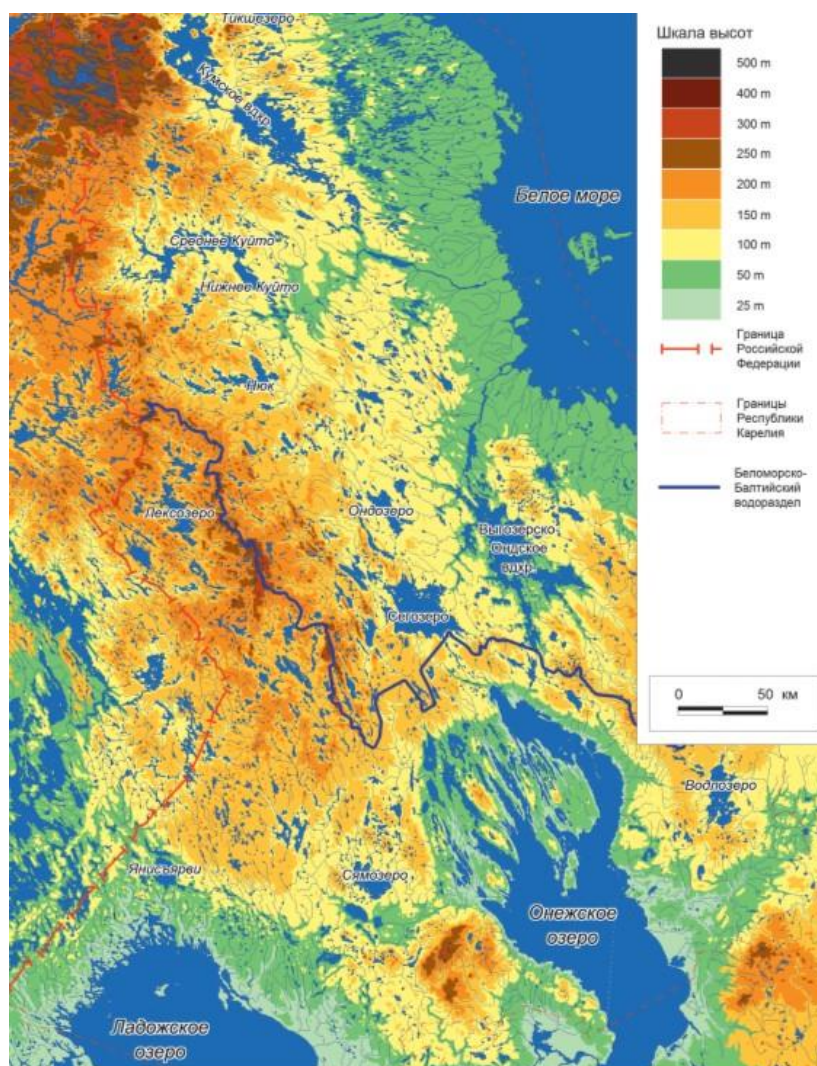 Тикшезеро
Кумское вдхр.
Белое море
Среднее Куйто
Нижнее Куйто
Нюк
Лексозеро
Ондозеро
Выгозерско-
Ондское
вдхр.
Сегозеро
Водлозеро
Янисъярви
Сямозеро
Онежское
озеро
Ладожское
озеро
Шкала высот
500 m
400 m
300 m
250 m
200 m
150 m
100 m
50 m
25 m
Граница
Российской
Федерации
Границы
Республики
Карелия
Беломорско-
Балтийский
водораздел
0 50 км